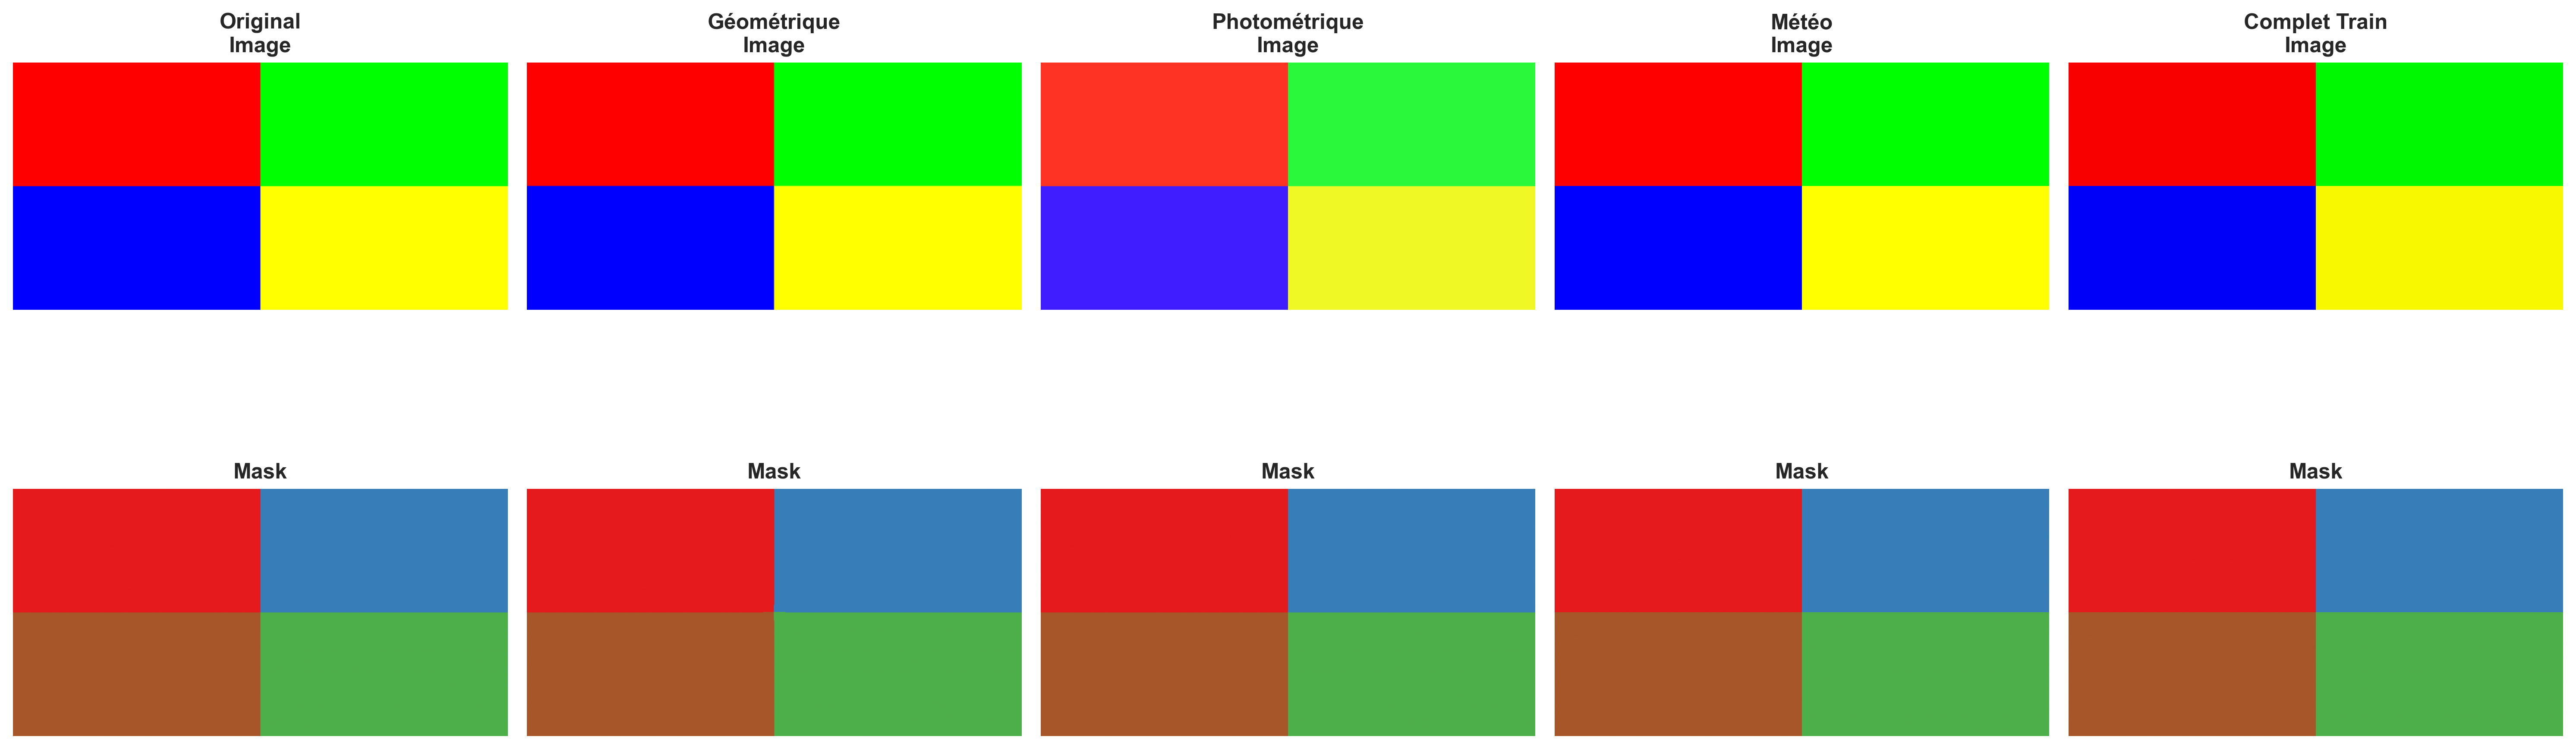 Original
Image
Géométrique
Image
Photométrique
Image
Météo
Image
Complet Train
Image
Mask
Mask
Mask
Mask
Mask